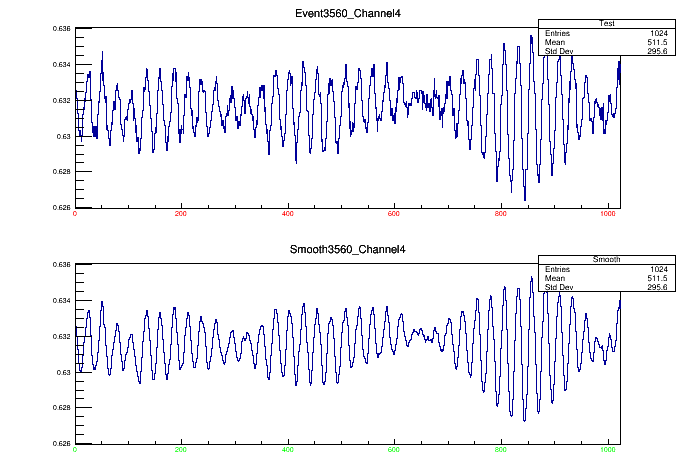 Event3560_Channel4
Test
Entries 1024
Mean 511.5
Std Dev 295.6
0.636
0.634
0.632
0.63
0.628
0.626
0 200 400 600 800 1000
Smooth3560_Channel4
Smooth
Entries 1024
Mean 511.5
Std Dev 295.6
0.636
0.634
0.632
0.63
0.628
0.626
0 200 400 600 800 1000